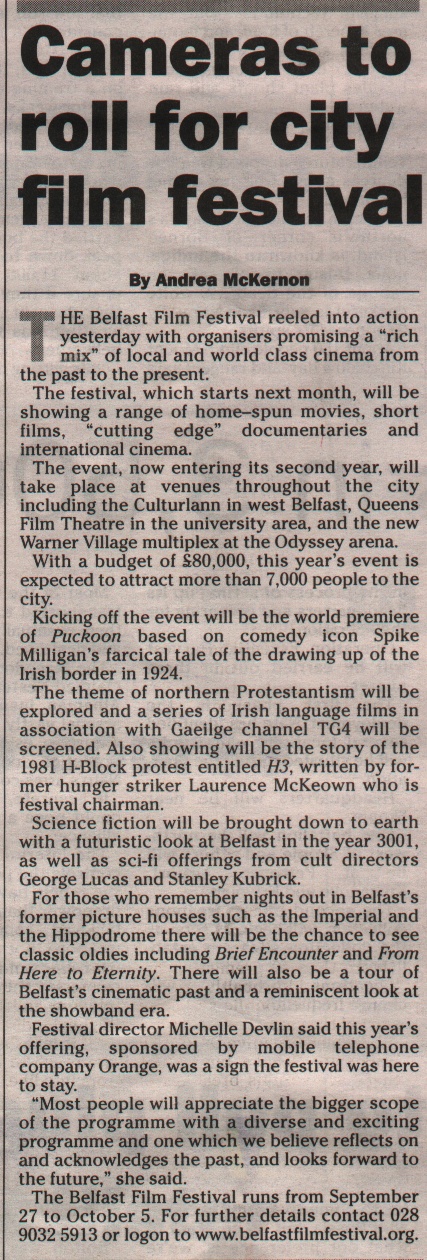 Cameras to
roll for city
film festival
By Andrea McKernon
THE Belfast Film Festival reeled into action
yesterday with organisers promising a “rich
mix” of local and world class cinema from
the past to the present.
The festival, which starts next month, will be
showing a range of home–spun movies, short
films, “cutting edge” documentaries and
international cinema.
The event, now entering its second year, will
take place at venues throughout the city
including the Culturlann in west Belfast, Queens
Film Theatre in the university area, and the new
Warner Village multiplex at the Odyssey arena.
With a budget of £80,000, this year’s event is
expected to attract more than 7,000 people to the
city.
Kicking off the event will be the world premiere
of Puckoon based on comedy icon Spike
Milligan’s farcical tale of the drawing up of the
Irish border in 1924.
The theme of northern Protestantism will be
explored and a series of Irish language films in
association with Gaeilge channel TG4 will be
screened. Also showing will be the story of the
1981 H-Block protest entitled H3, written by for-
mer hunger striker Laurence McKeown who is
festival chairman.
Science fiction will be brought down to earth
with a futuristic look at Belfast in the year 3001,
as well as sci-fi offerings from cult directors
George Lucas and Stanley Kubrick.
For those who remember nights out in Belfast’s
former picture houses such as the Imperial and
the Hippodrome there will be the chance to see
classic oldies including Brief Encounter and From
Here to Eternity. There will also be a tour of
Belfast’s cinematic past and a reminiscent look at
the showband era.
Festival director Michelle Devlin said this year’s
offering, sponsored by mobile telephone
company Orange, was a sign the festival was here
to stay.
“Most people will appreciate the bigger scope
of the programme with a diverse and exciting
programme and one which we believe reflects on
and acknowledges the past, and looks forward to
the future,” she said.
The Belfast Film Festival runs from September
27 to October 5. For further details contact 028
9032 5913 or logon to www.belfastfilmfestival.org.